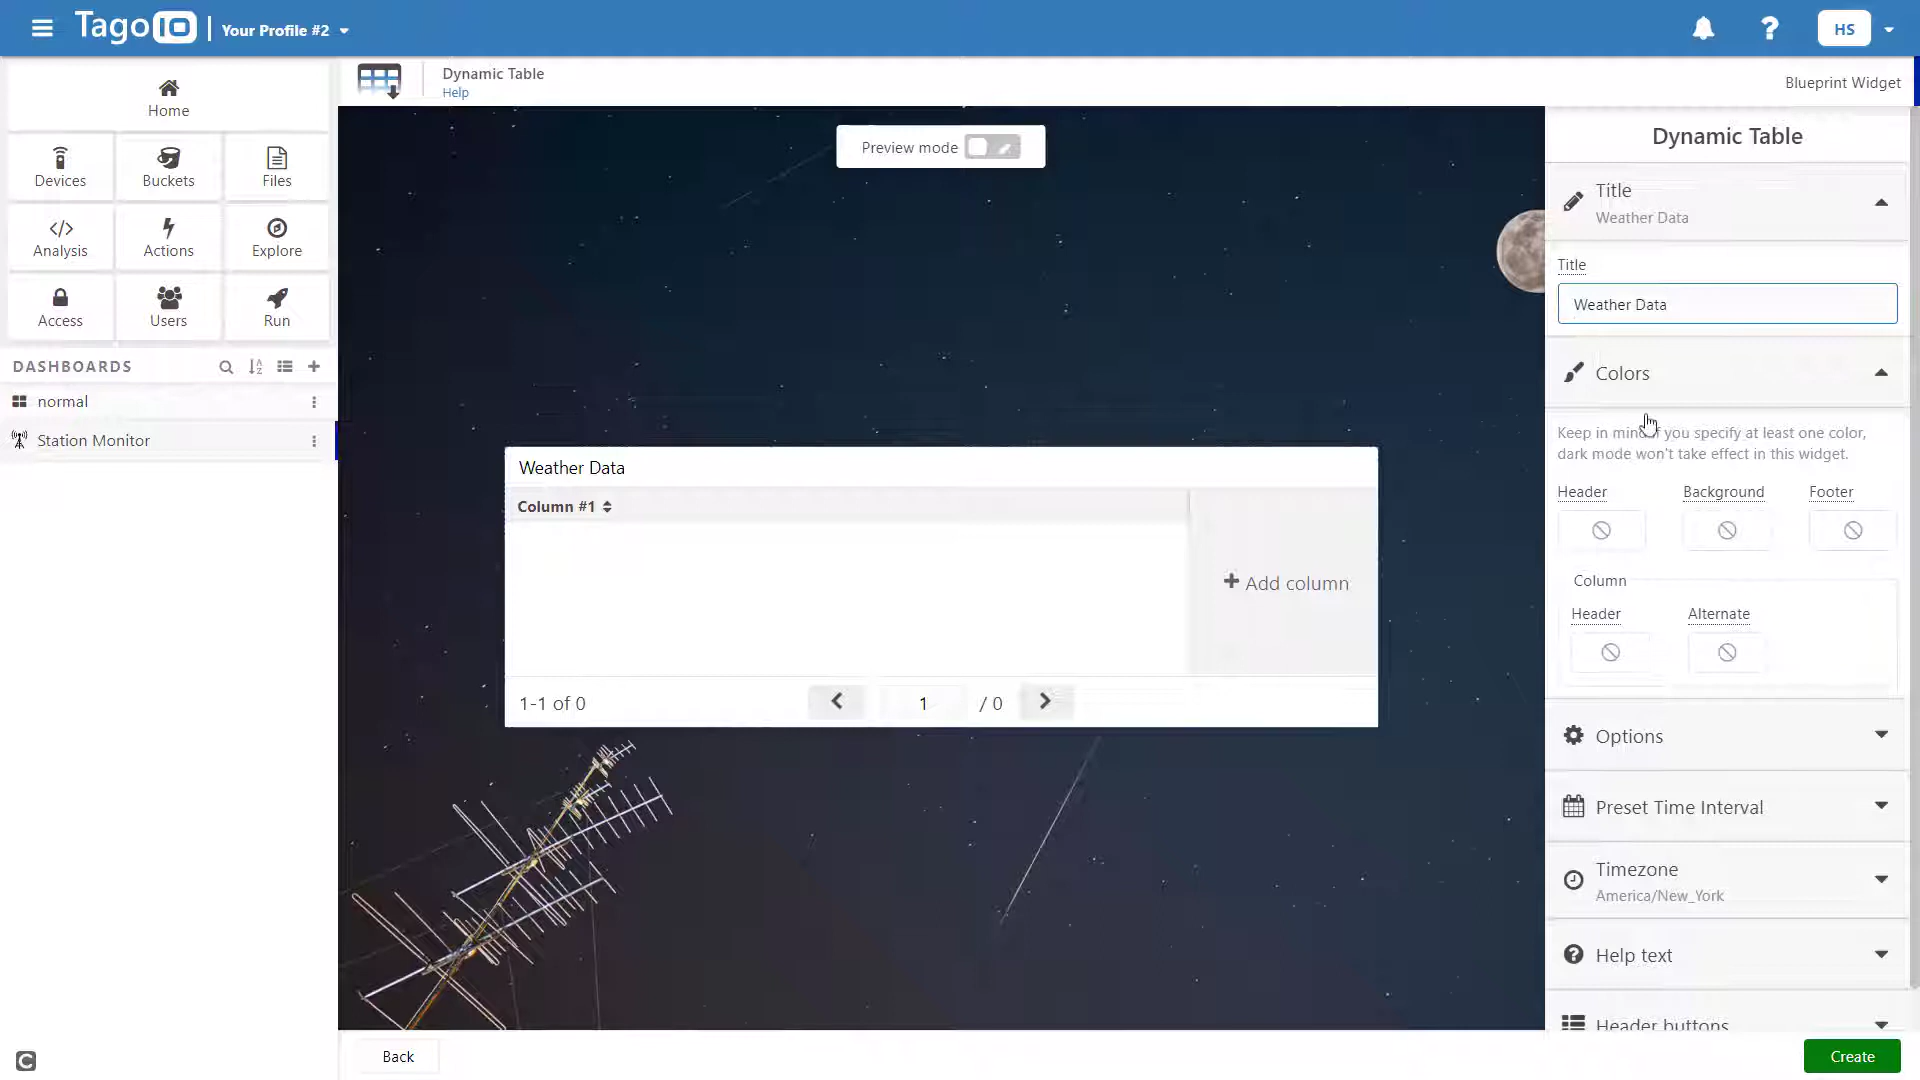 TagoIO
Your Profile #2
HS
Home
Devices
Buckets
Files
Analysis
Actions
Explore
Access
Users
Run
DASHBOARDS
normal
Station Monitor
Dynamic Table
Help
Blueprint Widget
Preview mode
Weather Data
Column #1
Add column
1-1 of 0
1
/ 0
Dynamic Table
Title
Weather Data
Title
Weather Data
Colors
Keep in mind if you specify at least one color,
dark mode won't take effect in this widget.
Header
Background
Footer
Column
Header
Alternate
Options
Preset Time Interval
Timezone
America/New_York
Help text
Header buttons
Back
Create